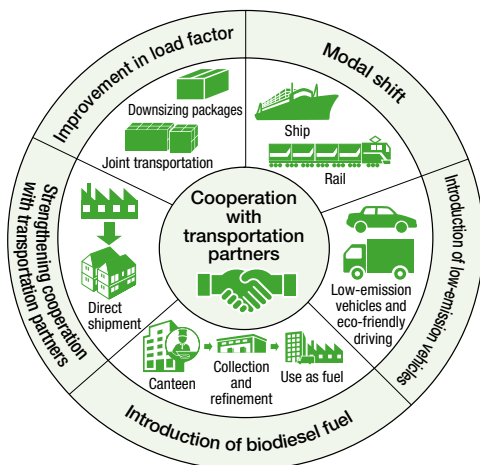 Improvement in load factor
Downsizing packages
Joint transportation
Modal shift
Ship
Rail
Introduction of low-emission vehicles
Low-emission
vehicles and
eco-friendly
driving
Introduction of biodiesel fuel
Canteen
Collection
and
refinement
Use as fuel
Strengthening cooperation
with transportation partners
Direct
shipment
Cooperation
with
transportation
partners